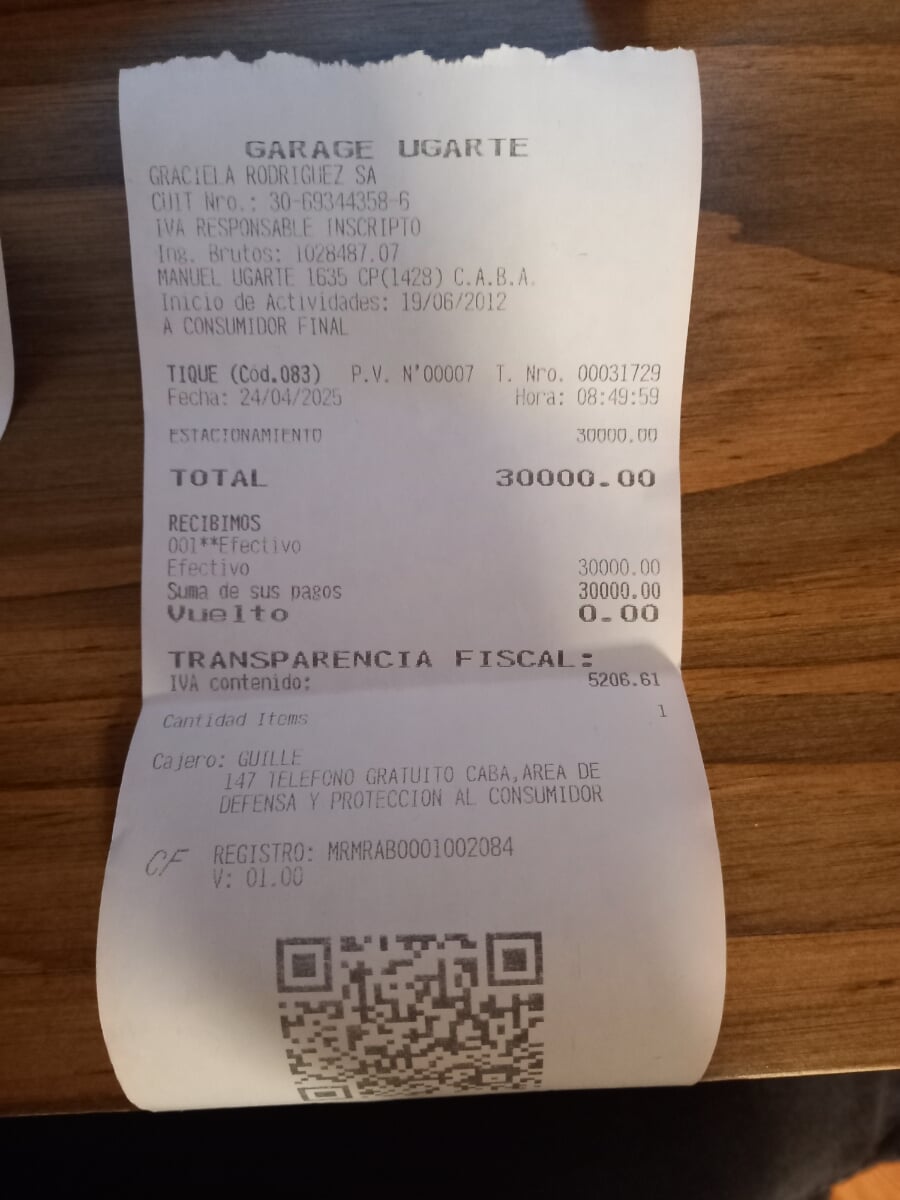 GARAGE UGARTE
GRACIELA RODRIGUEZ SA
CUIT Nro.: 30-69344358-6
IVA RESPONSABLE INSCRIPTO
Ing. Brutos: 1028487.07
MANUEL UGARTE 1635 CP(1428) C.A.B.A.
Inicio de Actividades: 19/06/2012
A CONSUMIDOR FINAL
TIQUE (Cód.083) P.V. N°00007 T. Nro. 00031729
Fecha: 24/04/2025 Hora: 08:49:59
ESTACIONAMIENTO 30000.00
TOTAL 30000.00
RECIBIMOS
001**Efectivo
Efectivo 30000.00
Suma de sus pagos 30000.00
Vuelto 0.00
TRANSPARENCIA FISCAL:
IVA contenido: 5206.61
Cantidad Items 1
Cajero: GUILLE
147 TELEFONO GRATUITO CABA,AREA DE
DEFENSA Y PROTECCION AL CONSUMIDOR
CF REGISTRO: MRMRAB0001002084
V: 01.00